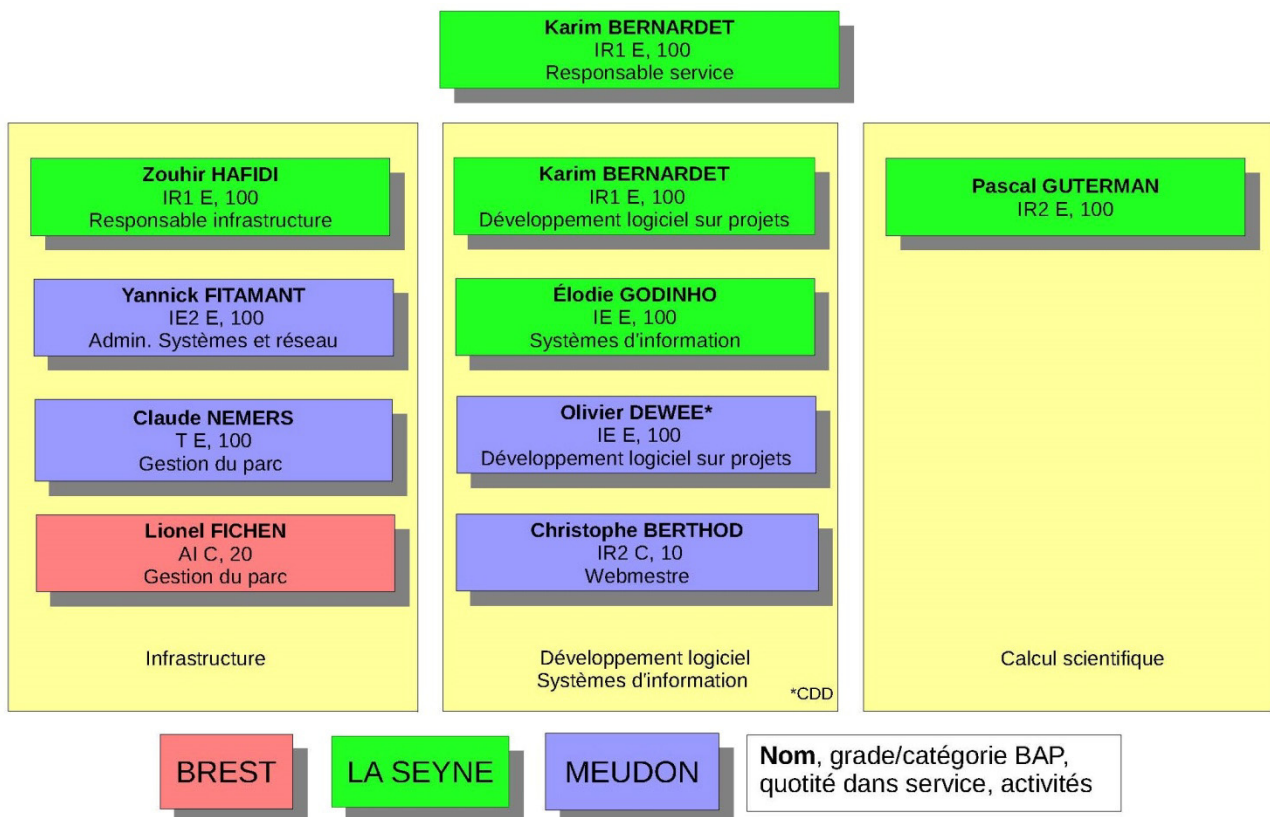 Karim BERNARDET
IR1 E, 100
Responsable service
Zouhir HAFIDI
IR1 E, 100
Responsable infrastructure
Yannick FITAMANT
IE2 E, 100
Admin. Systèmes et réseau
Claude NEMERS
T E, 100
Gestion du parc
Lionel FICHEN
AI C, 20
Gestion du parc
Infrastructure
Karim BERNARDET
IR1 E, 100
Développement logiciel sur projets
Élodie GODINHO
IE E, 100
Systèmes d'information
Olivier DEWEE*
IE E, 100
Développement logiciel sur projets
Christophe BERTHOD
IR2 C, 10
Webmestre
Développement logiciel
Systèmes d'information
*CDD
Pascal GUTERMAN
IR2 E, 100
Calcul scientifique
BREST
LA SEYNE
MEUDON
Nom, grade/catégorie BAP,
quotité dans service, activités